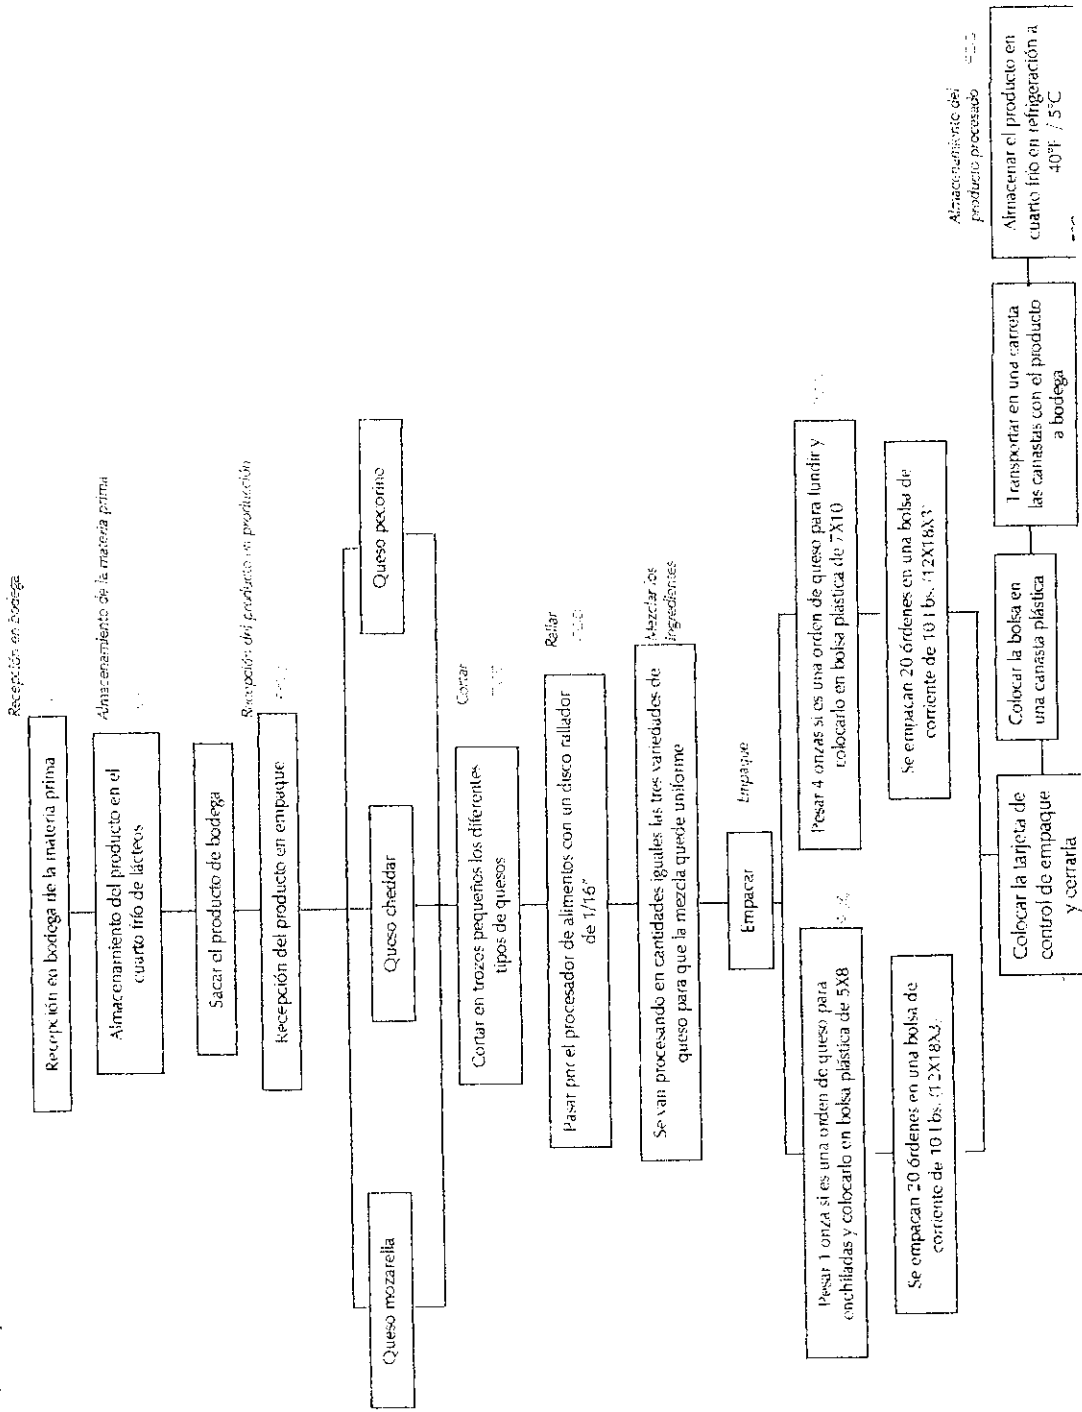 Recepción en bodega
Recepción en bodega de la materia prima
Almacenamiento de la materia prima
Almacenamiento del producto en el
cuarto frío de lácteos
Sacar el producto de bodega
Recepción del producto en producción
Recepción del producto en empaque
Queso mozarella
Queso cheddar
Queso pecorino
Cortar
Cortar en trozos pequeños los diferentes
tipos de quesos
Rallar
Pasar por el procesador de alimentos con un disco rallador
de 1/16"
Mezclar los
ingredientes
Se van procesando en cantidades iguales las tres variedades de
queso para que la mezcla quede uniforme
Empaque
Empacar
Pesar 1 onza si es una orden de queso para
enchiladas y colocarlo en bolsa plástica de 5X8
Pesar 4 onzas si es una orden de queso para fundir y
colocarlo en bolsa plástica de 7X10
Se empacan 20 órdenes en una bolsa de
corriente de 10 Lbs. (12X18X3)
Se empacan 20 órdenes en una bolsa de
corriente de 10 Lbs. (12X18X3)
Colocar la tarjeta de
control de empaque
y cerrarla
Colocar la bolsa en
una canasta plástica
Transportar en una carreta
las canastas con el producto
a bodega
Almacenamiento del
producto procesado
Almacenar el producto en
cuarto frío en refrigeración a
40°F / 5°C